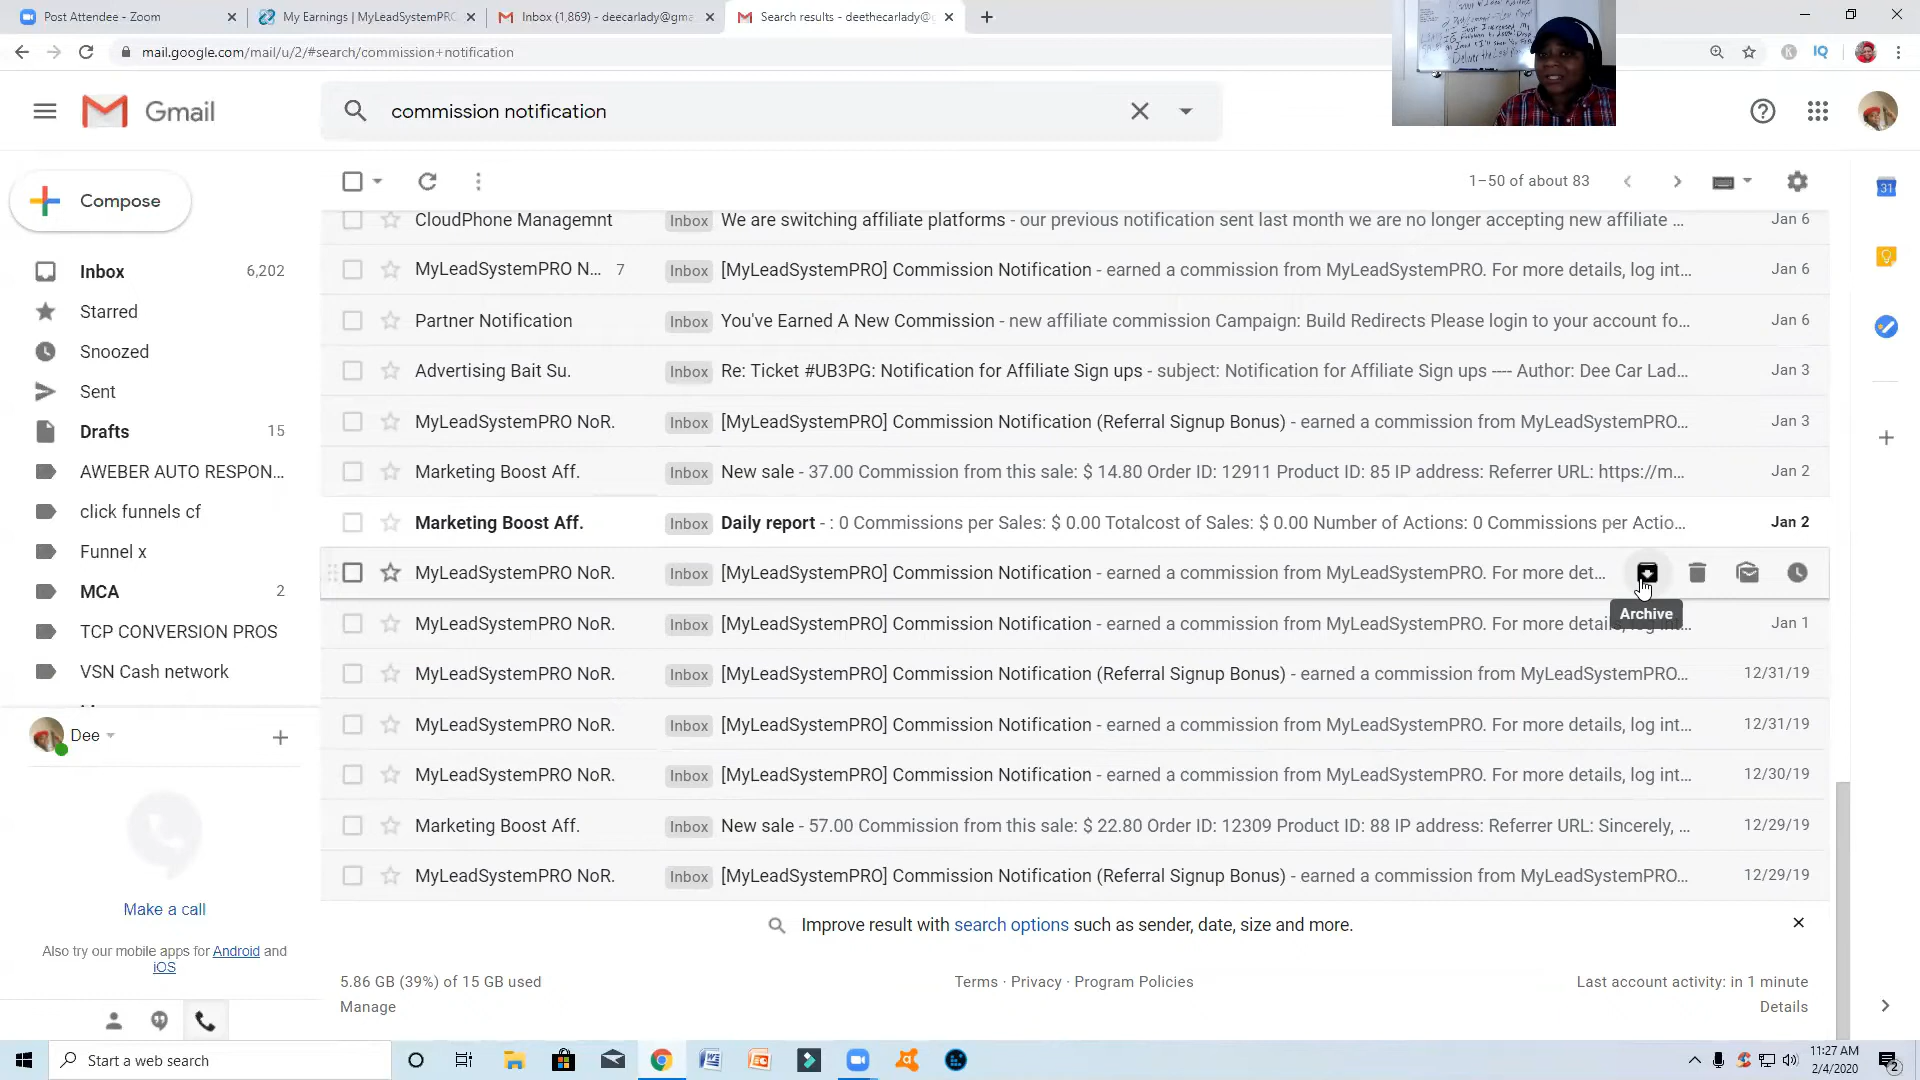 Post Attendee - Zoom
My Earnings | MyLeadSystemPRO
Inbox (1,869) - deecarlady@gma
Search results - deethecarlady@
mail.google.com/mail/u/2/#search/commission+notification
Gmail
commission notification
Compose
1–50 of about 83
CloudPhone Managemnt Inbox We are switching affiliate platforms - our previous notification sent last month we are no longer accepting new affiliate ... Jan 6
MyLeadSystemPRO N... 7 Inbox [MyLeadSystemPRO] Commission Notification - earned a commission from MyLeadSystemPRO. For more details, log int... Jan 6
Partner Notification Inbox You've Earned A New Commission - new affiliate commission Campaign: Build Redirects Please login to your account fo... Jan 6
Advertising Bait Su. Inbox Re: Ticket #UB3PG: Notification for Affiliate Sign ups - subject: Notification for Affiliate Sign ups ---- Author: Dee Car Lad... Jan 3
MyLeadSystemPRO NoR. Inbox [MyLeadSystemPRO] Commission Notification (Referral Signup Bonus) - earned a commission from MyLeadSystemPRO... Jan 3
Marketing Boost Aff. Inbox New sale - 37.00 Commission from this sale: $ 14.80 Order ID: 12911 Product ID: 85 IP address: Referrer URL: https://m... Jan 2
Marketing Boost Aff. Inbox Daily report - : 0 Commissions per Sales: $ 0.00 Totalcost of Sales: $ 0.00 Number of Actions: 0 Commissions per Actio... Jan 2
MyLeadSystemPRO NoR. Inbox [MyLeadSystemPRO] Commission Notification - earned a commission from MyLeadSystemPRO. For more det...
Archive
MyLeadSystemPRO NoR. Inbox [MyLeadSystemPRO] Commission Notification - earned a commission from MyLeadSystemPRO. For more details, log int... Jan 1
MyLeadSystemPRO NoR. Inbox [MyLeadSystemPRO] Commission Notification (Referral Signup Bonus) - earned a commission from MyLeadSystemPRO... 12/31/19
MyLeadSystemPRO NoR. Inbox [MyLeadSystemPRO] Commission Notification - earned a commission from MyLeadSystemPRO. For more details, log int... 12/31/19
MyLeadSystemPRO NoR. Inbox [MyLeadSystemPRO] Commission Notification - earned a commission from MyLeadSystemPRO. For more details, log int... 12/30/19
Marketing Boost Aff. Inbox New sale - 57.00 Commission from this sale: $ 22.80 Order ID: 12309 Product ID: 88 IP address: Referrer URL: Sincerely, ... 12/29/19
MyLeadSystemPRO NoR. Inbox [MyLeadSystemPRO] Commission Notification (Referral Signup Bonus) - earned a commission from MyLeadSystemPRO... 12/29/19
Improve result with search options such as sender, date, size and more.
5.86 GB (39%) of 15 GB used
Manage
Terms · Privacy · Program Policies
Last account activity: in 1 minute
Details
Inbox 6,202
Starred
Snoozed
Sent
Drafts 15
AWEBER AUTO RESPON...
click funnels cf
Funnel x
MCA 2
TCP CONVERSION PROS
VSN Cash network
Dee
Make a call
Also try our mobile apps for Android and
iOS
31
IQ
Start a web search
11:27 AM
2/4/2020
2